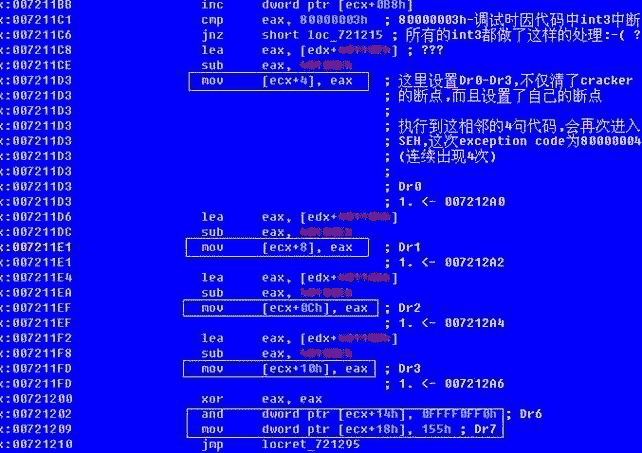 x:007211BB inc dword ptr [ecx+0B8h]
x:007211C1 cmp eax, 80000003h ; 80000003h-调试时因代码中int3中断
x:007211C6 jnz short loc_721215 ; 所有的int3都做了这样的处理:-( ?
x:007211C8 lea eax, [edx+ ] ; ???
x:007211CE sub eax,
x:007211D3 mov [ecx+4], eax ; 这里设置Dr0-Dr3,不仅清了cracker
x:007211D3 ; 的断点,而且设置了自己的断点
x:007211D3 ;
x:007211D3 ; 执行到这相邻的4句代码,会再次进入
x:007211D3 ; SEH,这次exception code为80000004
x:007211D3 ; (连续出现4次)
x:007211D3 ;
x:007211D3 ; Dr0
x:007211D3 ; 1. <- 007212A0
x:007211D6 lea eax, [edx+ ]
x:007211DC sub eax,
x:007211E1 mov [ecx+8], eax ; Dr1
x:007211E1 ; 1. <- 007212A2
x:007211E4 lea eax, [edx+ ]
x:007211EA sub eax,
x:007211EF mov [ecx+0Ch], eax ; Dr2
x:007211EF ; 1. <- 007212A4
x:007211F2 lea eax, [edx+ ]
x:007211F8 sub eax,
x:007211FD mov [ecx+10h], eax ; Dr3
x:007211FD ; 1. <- 007212A6
x:00721200 xor eax, eax
x:00721202 and dword ptr [ecx+14h], 0FFFF0FF0h ; Dr6
x:00721209 mov dword ptr [ecx+18h], 155h ; Dr7
x:00721210 jmp locret_721295